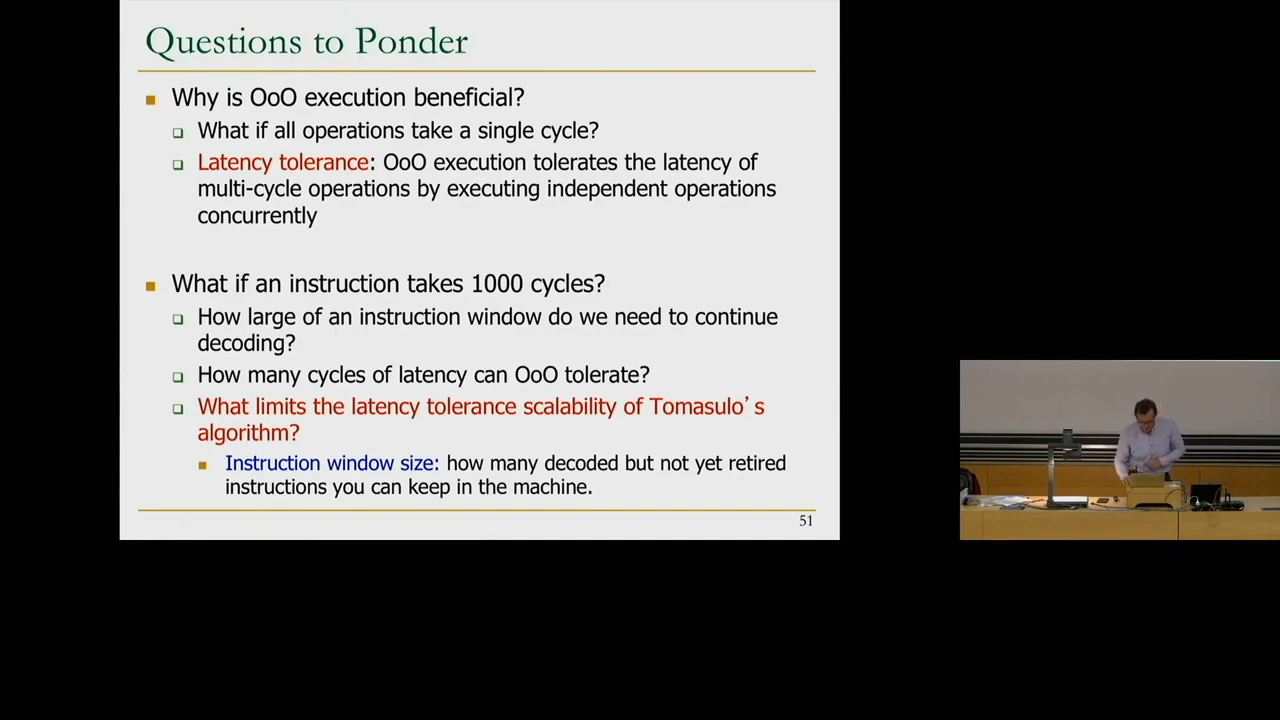 Questions to Ponder
Why is OoO execution beneficial?
What if all operations take a single cycle?
Latency tolerance: OoO execution tolerates the latency of
multi-cycle operations by executing independent operations
concurrently
What if an instruction takes 1000 cycles?
How large of an instruction window do we need to continue
decoding?
How many cycles of latency can OoO tolerate?
What limits the latency tolerance scalability of Tomasulo’s
algorithm?
Instruction window size: how many decoded but not yet retired
instructions you can keep in the machine.
51